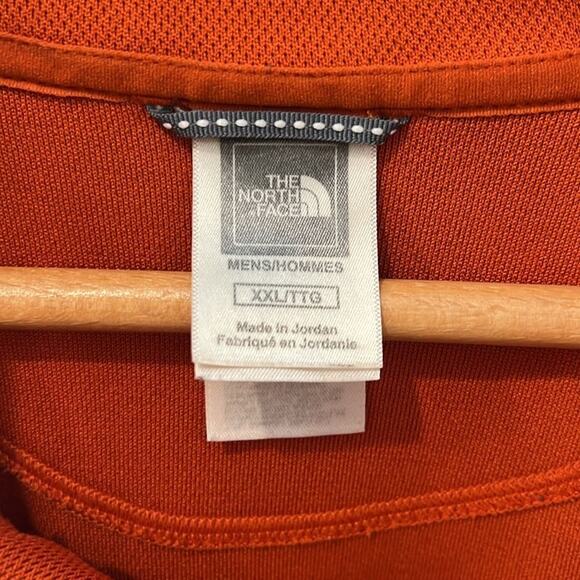 THE
NORTH
FACE
MENS/HOMMES
XXL/TTG
Made in Jordan
Fabriqué en Jordanie